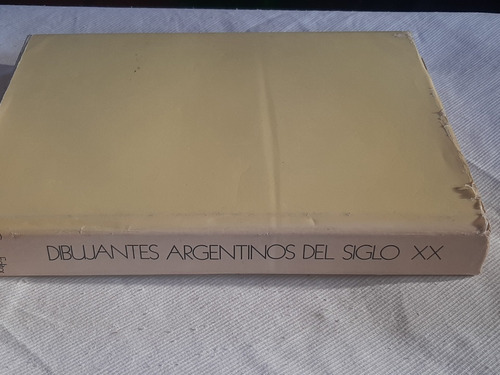 DIBUJANTES ARGENTINOS DEL SIGLO XX